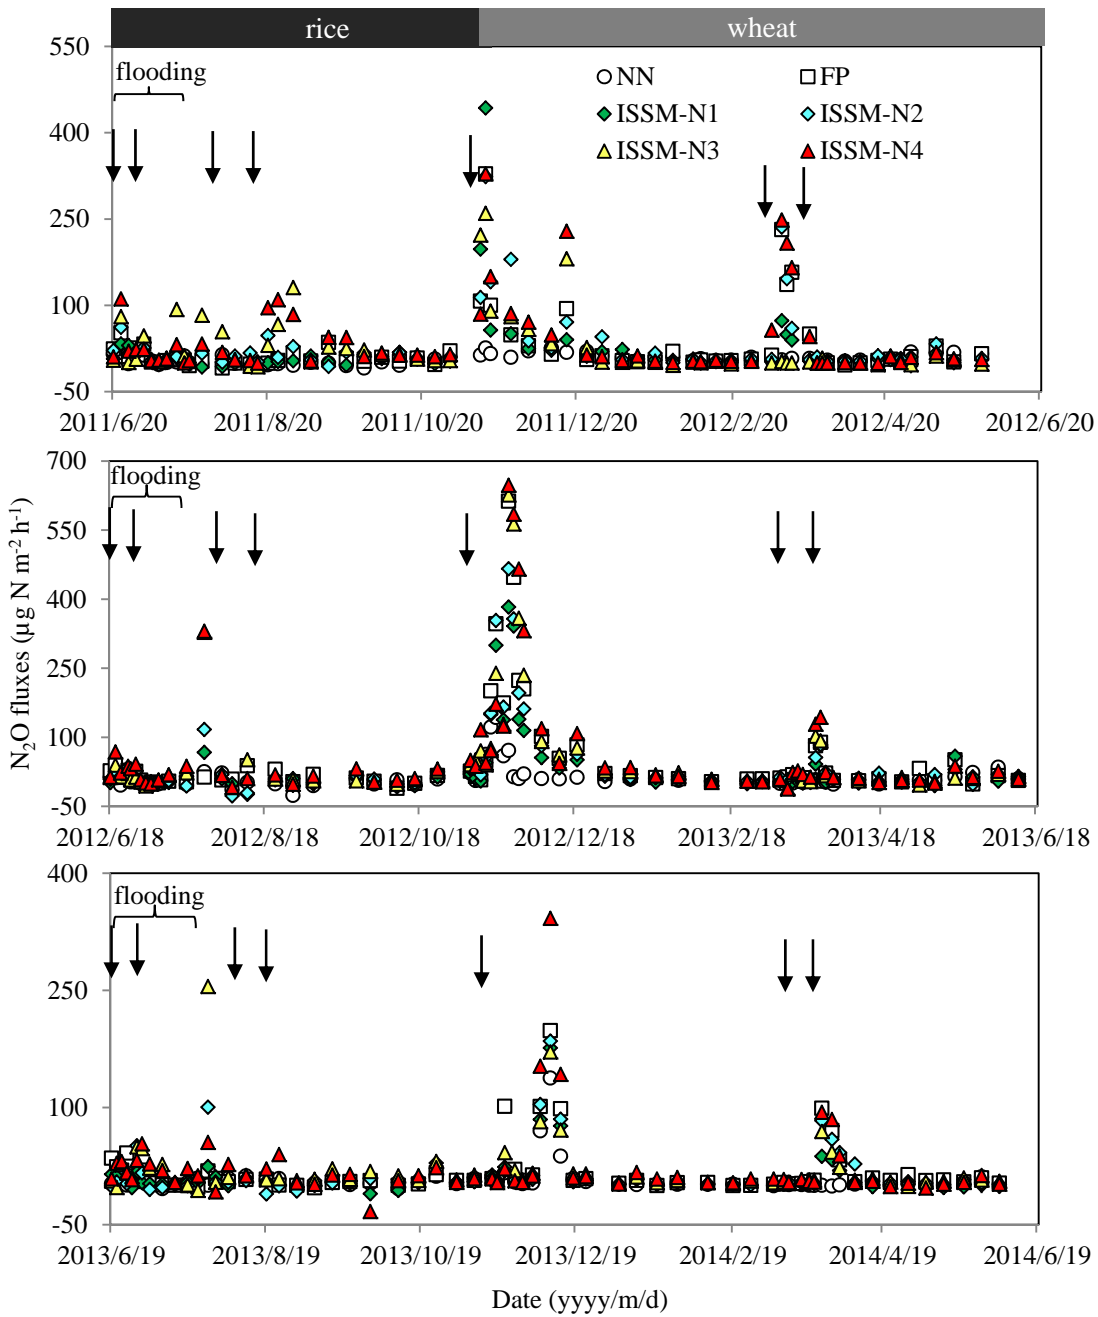 rice wheat
550
flooding
NN FP
ISSM-N1 ISSM-N2
ISSM-N3 ISSM-N4
400
250
100
-50
2011/6/20 2011/8/20 2011/10/20 2011/12/20 2012/2/20 2012/4/20 2012/6/20
700
flooding
550
400
250
100
-50
2012/6/18 2012/8/18 2012/10/18 2012/12/18 2013/2/18 2013/4/18 2013/6/18
N₂O fluxes (µg N m⁻² h⁻¹)
400
flooding
250
100
-50
2013/6/19 2013/8/19 2013/10/19 2013/12/19 2014/2/19 2014/4/19 2014/6/19
Date (yyyy/m/d)